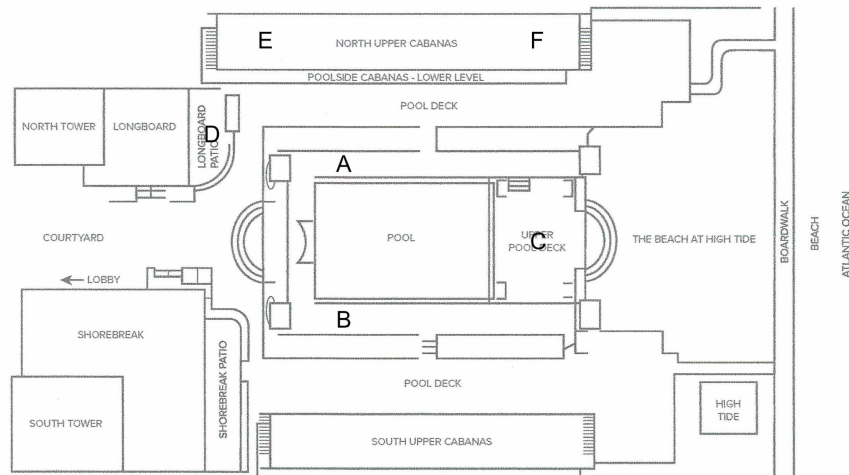 E
NORTH UPPER CABANAS
F
POOLSIDE CABANAS - LOWER LEVEL
POOL DECK
NORTH TOWER
LONGBOARD
LONGBOARD
PATIO
D
A
COURTYARD
POOL
UPPER
POOL DECK
C
THE BEACH AT HIGH TIDE
BOARDWALK
BEACH
ATLANTIC OCEAN
LOBBY
B
SHOREBREAK
SHOREBREAK PATIO
POOL DECK
HIGH
TIDE
SOUTH TOWER
SOUTH UPPER CABANAS